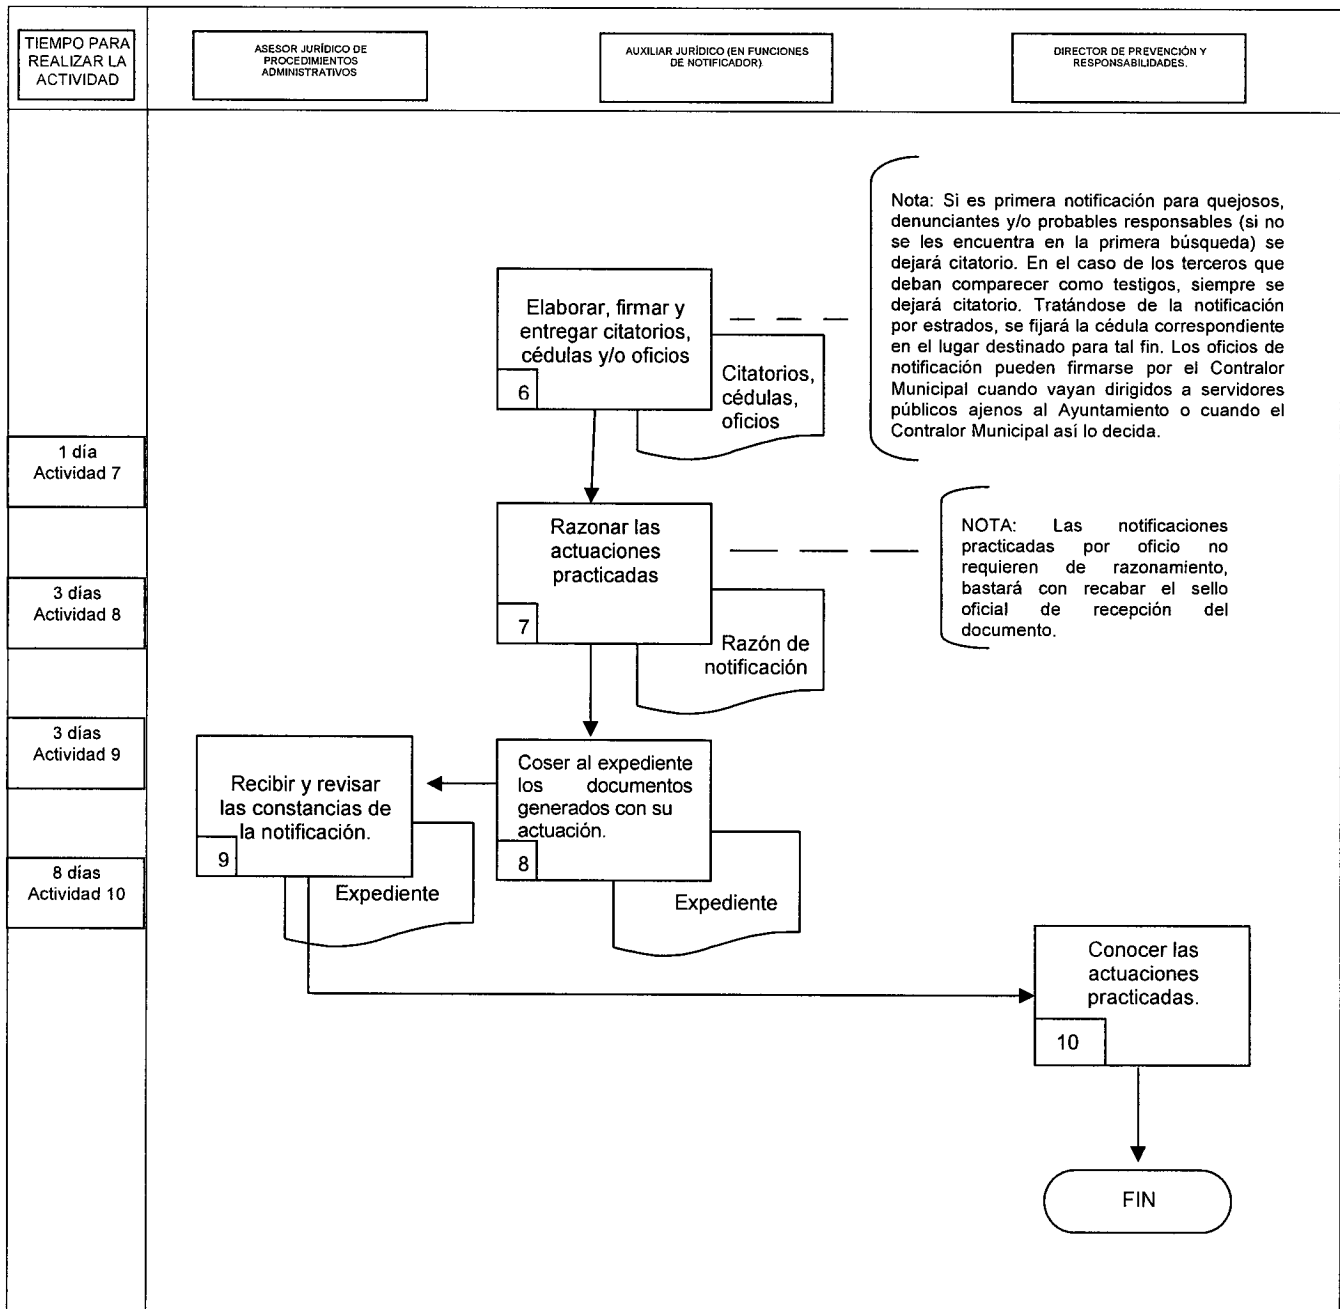 TIEMPO PARA
REALIZAR LA
ACTIVIDAD
ASESOR JURÍDICO DE
PROCEDIMIENTOS
ADMINISTRATIVOS
AUXILIAR JURÍDICO (EN FUNCIONES
DE NOTIFICADOR)
DIRECTOR DE PREVENCIÓN Y
RESPONSABILIDADES.
Nota: Si es primera notificación para quejosos,
denunciantes y/o probables responsables (si no
se les encuentra en la primera búsqueda) se
dejará citatorio. En el caso de los terceros que
deban comparecer como testigos, siempre se
dejará citatorio. Tratándose de la notificación
por estrados, se fijará la cédula correspondiente
en el lugar destinado para tal fin. Los oficios de
notificación pueden firmarse por el Contralor
Municipal cuando vayan dirigidos a servidores
públicos ajenos al Ayuntamiento o cuando el
Contralor Municipal así lo decida.
Elaborar, firmar y
entregar citatorios,
cédulas y/o oficios
6
Citatorios,
cédulas,
oficios
1 día
Actividad 7
Razonar las
actuaciones
practicadas
7
Razón de
notificación
NOTA: Las notificaciones
practicadas por oficio no
requieren de razonamiento,
bastará con recabar el sello
oficial de recepción del
documento.
3 días
Actividad 8
3 días
Actividad 9
Recibir y revisar
las constancias de
la notificación.
9
Expediente
Coser al expediente
los documentos
generados con su
actuación.
8
Expediente
8 días
Actividad 10
Conocer las
actuaciones
practicadas.
10
FIN